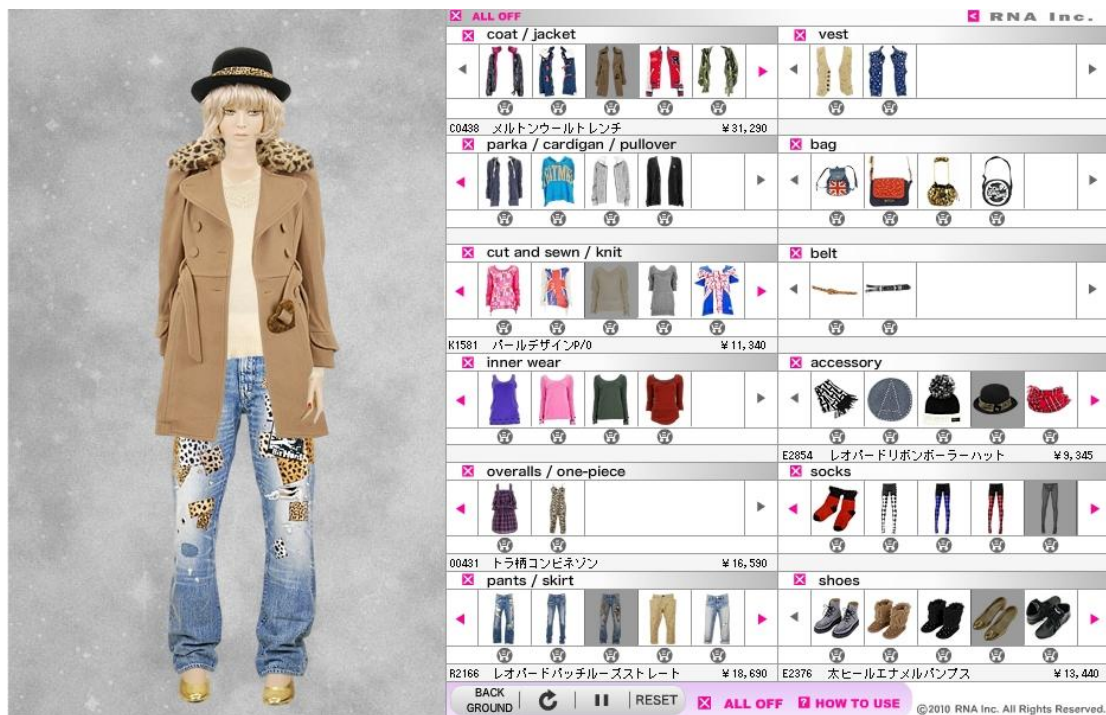 ALL OFF
RNA Inc.
coat / jacket
C0438 メルトンウールトレンチ ¥31,290
vest
parka / cardigan / pullover
bag
cut and sewn / knit
K1581 パールデザインP/O ¥11,340
belt
inner wear
accessory
E2854 レオパードリボンボーラーハット ¥9,345
overalls / one-piece
O0431 トラ柄コンビネゾン ¥16,590
socks
pants / skirt
R2166 レオパードパッチルーズストレート ¥18,690
shoes
E2376 太ヒールエナメルパンプス ¥13,440
BACK
GROUND
RESET
ALL OFF
? HOW TO USE
©2010 RNA Inc. All Rights Reserved.